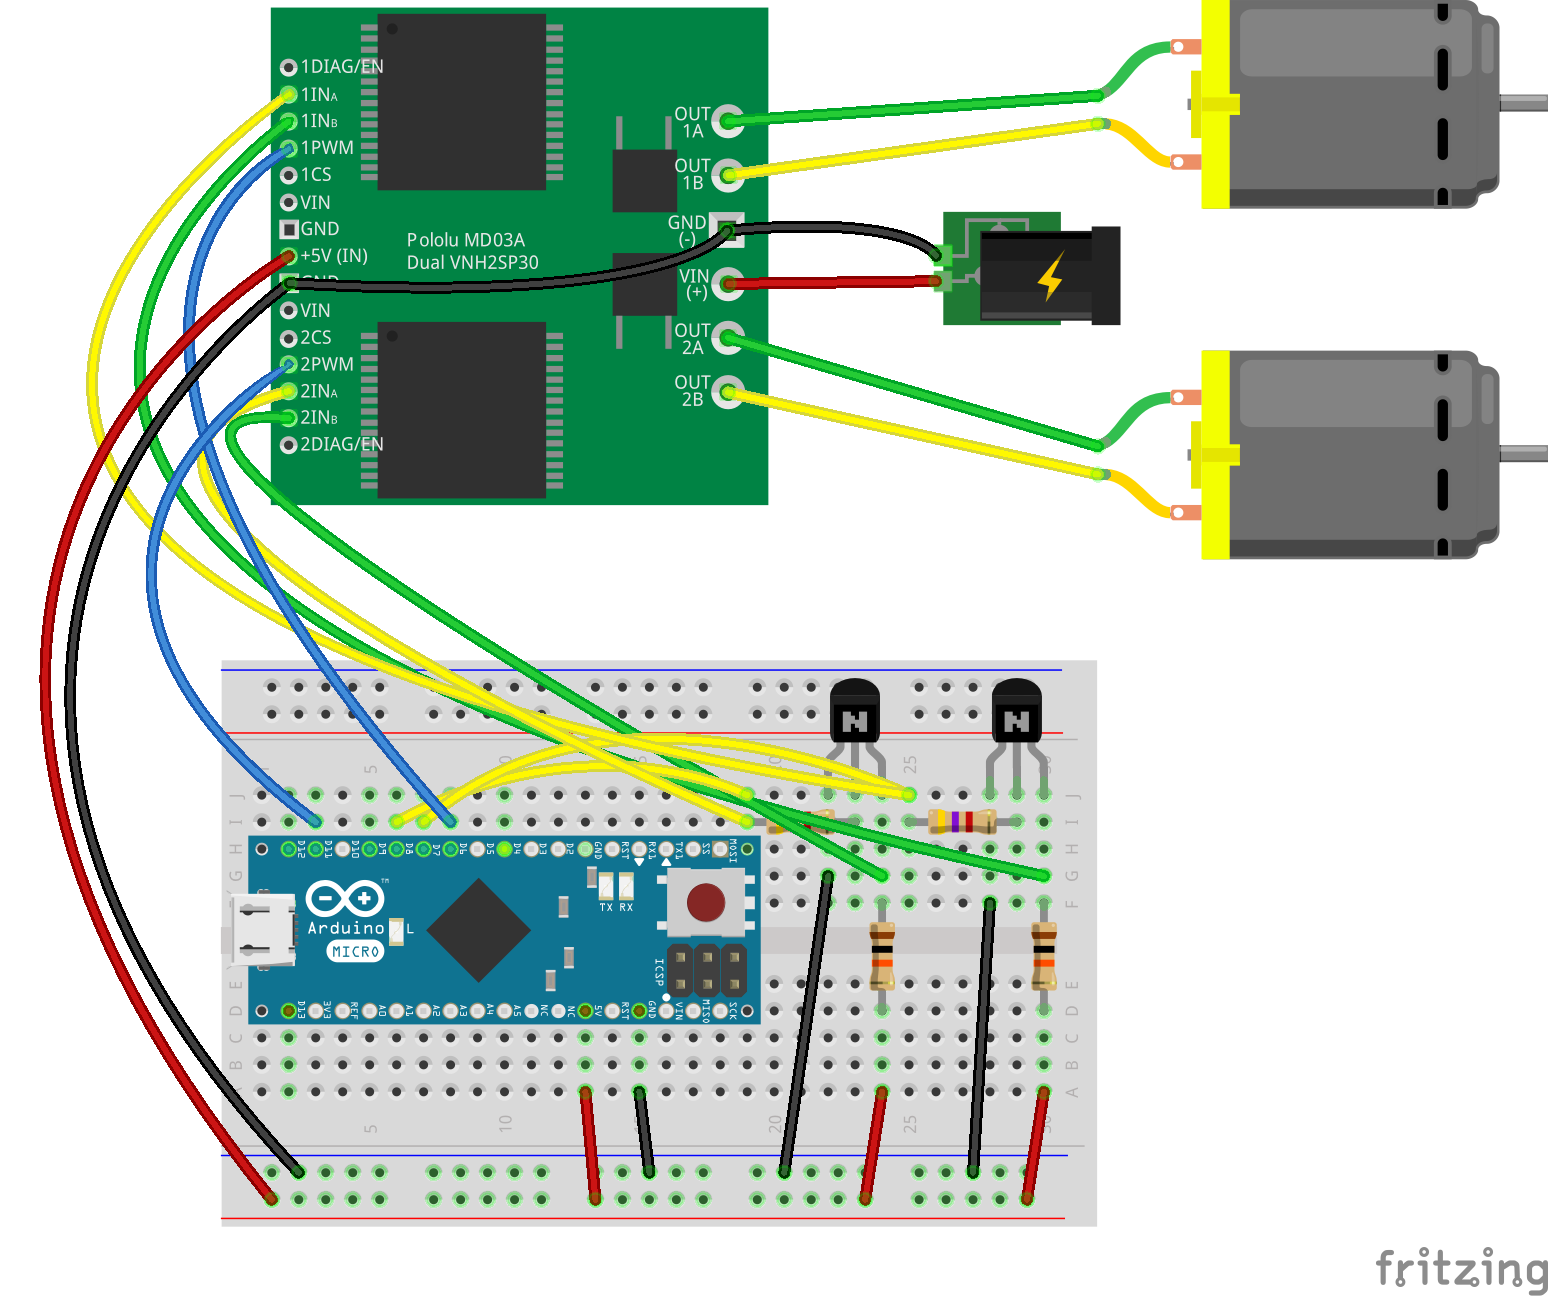 1DIAG/EN
1INA
1INB
1PWM
1CS
VIN
GND
+5V (IN)
GND
VIN
2CS
2PWM
2INA
2INB
2DIAG/EN
Pololu MD03A
Dual VNH2SP30
OUT
1A
OUT
1B
GND
(-)
VIN
(+)
OUT
2A
OUT
2B
N
N
5
10
15
20
25
30
J
I
H
G
F
D12
D11
D10
D9
D8
D7
D6
D5
D4
D3
D2
GND
RST
RX1
TX1
SS
MOSI
Arduino
TM
MICRO
L
TX RX
ICSP
D13
3V3
REF
A0
A1
A2
A3
A4
A5
NC
NC
5V
RST
GND
VIN
MISO
SCK
E
D
C
B
A
5
10
20
25
30
fritzing